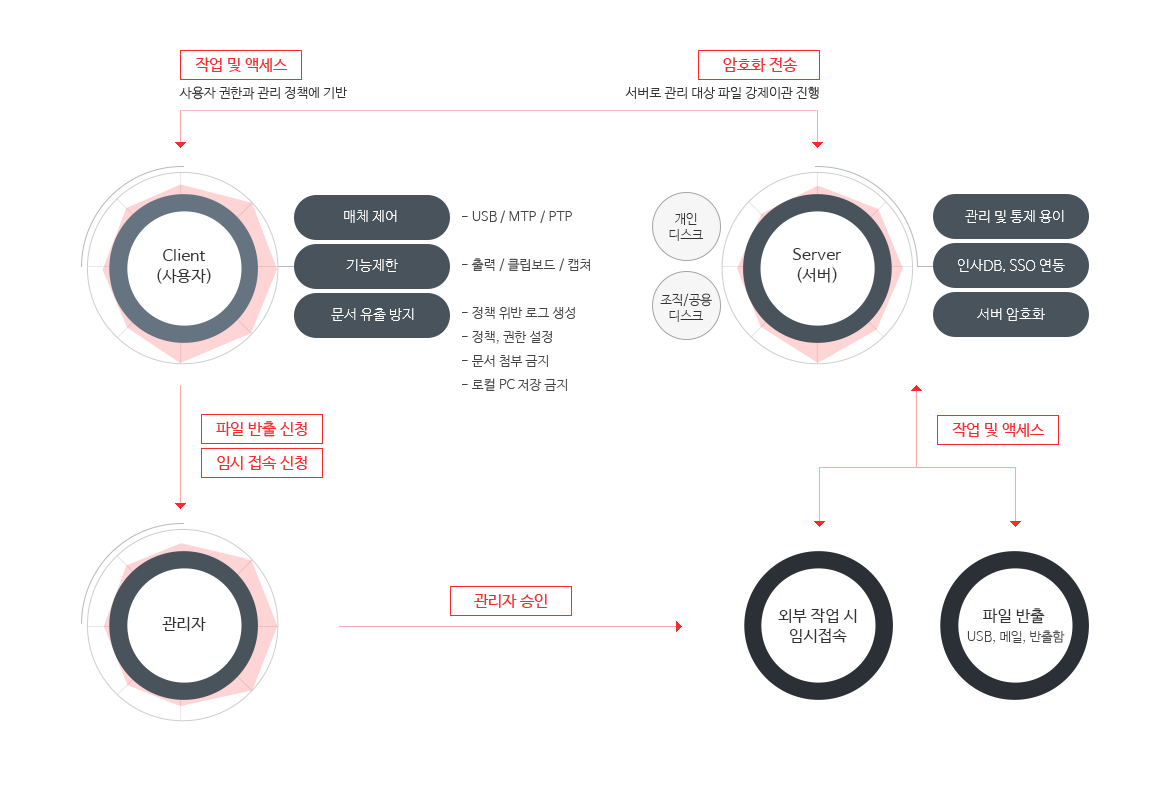 작업 및 액세스
사용자 권한과 관리 정책에 기반
암호화 전송
서버로 관리 대상 파일 강제이관 진행
Client
(사용자)
매체 제어
- USB / MTP / PTP
기능제한
- 출력 / 클립보드 / 캡쳐
문서 유출 방지
- 정책 위반 로그 생성
- 정책, 권한 설정
- 문서 첨부 금지
- 로컬 PC 저장 금지
개인
디스크
조직/공용
디스크
Server
(서버)
관리 및 통제 용이
인사DB, SSO 연동
서버 암호화
파일 반출 신청
임시 접속 신청
작업 및 액세스
관리자
관리자 승인
외부 작업 시
임시접속
파일 반출
USB, 메일, 반출함